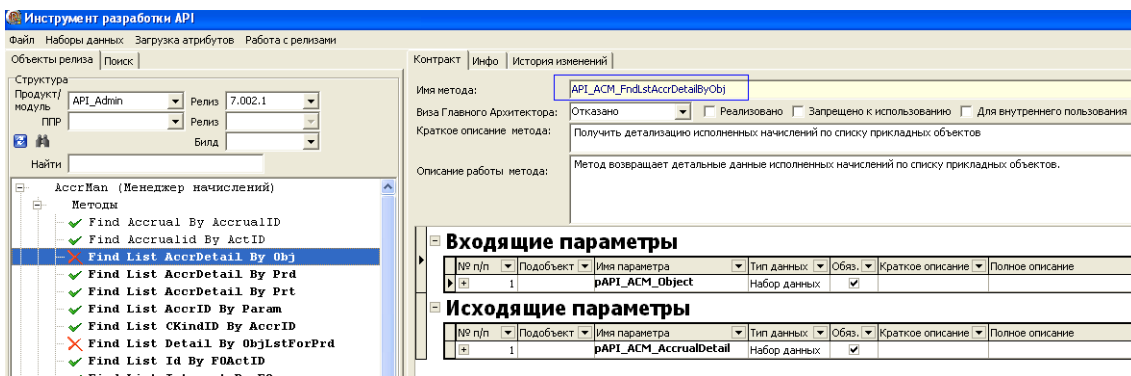 Инструмент разработки API
Файл Наборы данных Загрузка атрибутов Работа с релизами
Объекты релиза Поиск
Структура
Продукт/модуль API_Admin Релиз 7.002.1
ППР Релиз
Билд
Найти
AccrMan (Менеджер начислений)
Методы
Find Accrual By AccrualID
Find Accrualid By ActID
Find List AccrDetail By Obj
Find List AccrDetail By Prd
Find List AccrDetail By Prt
Find List AccrID By Param
Find List CKindID By AccrID
Find List Detail By ObjLstForPrd
Find List Id By FOActID
Контракт Инфо История изменений
Имя метода: API_ACM_FndLstAccrDetailByObj
Виза Главного Архитектора: Отказано Реализовано Запрещено к использованию Для внутреннего пользования
Краткое описание метода: Получить детализацию исполненных начислений по списку прикладных объектов
Описание работы метода: Метод возвращает детальные данные исполненных начислений по списку прикладных объектов.
Входящие параметры
№ п/п Подобъект Имя параметра Тип данных Обяз. Краткое описание Полное описание
1 pAPI_ACM_Object Набор данных
Исходящие параметры
№ п/п Подобъект Имя параметра Тип данных Обяз. Краткое описание Полное описание
1 pAPI_ACM_AccrualDetail Набор данных